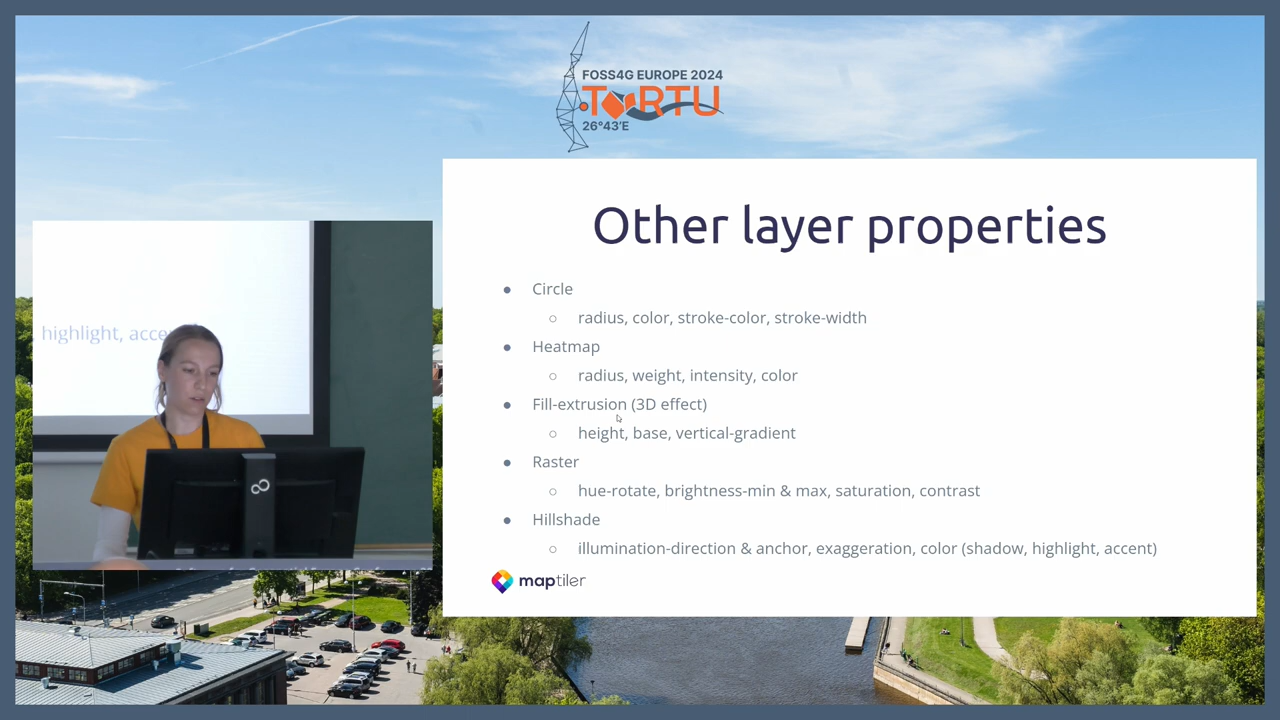 FOSS4G EUROPE 2024
TORTU
26°43'E
Other layer properties
highlight, acce
● Circle
○ radius, color, stroke-color, stroke-width
● Heatmap
○ radius, weight, intensity, color
● Fill-extrusion (3D effect)
○ height, base, vertical-gradient
● Raster
○ hue-rotate, brightness-min & max, saturation, contrast
● Hillshade
○ illumination-direction & anchor, exaggeration, color (shadow, highlight, accent)
maptiler